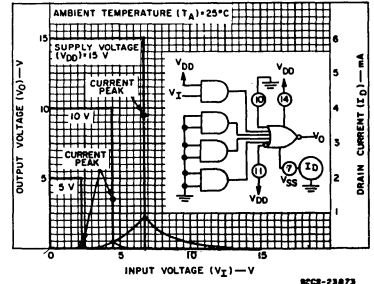 AMBIENT TEMPERATURE (TA)=25°C
SUPPLY VOLTAGE
(VDD)=15 V
CURRENT
PEAK
10 V
CURRENT
PEAK
5 V
OUTPUT VOLTAGE (VO)—V
15
10
5
0
5
10
15
INPUT VOLTAGE (VI)—V
DRAIN CURRENT (ID)—mA
6
5
4
3
2
1
VDD
VI
VDD
10
14
VO
11
7
ID
VSS
VDD
92CS-23873